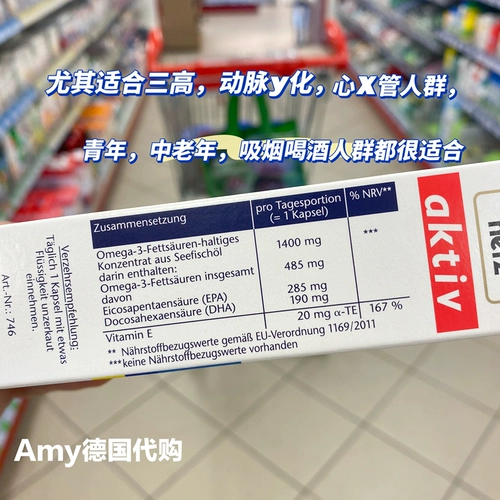 尤其适合三高，动脉y化，心X管人群，
青年，中老年，吸烟喝酒人群都很适合
Zusammensetzung pro Tagesportion (= 1 Kapsel) % NRV**
Omega-3-Fettsäuren-haltiges
Konzentrat aus Seefischöl 1400 mg ***
darin enthalten:
Omega-3-Fettsäuren insgesamt 485 mg
davon
Eicosapentaensäure (EPA) 285 mg
Docosahexaensäure (DHA) 190 mg
Vitamin E 20 mg α-TE 167 %
** Nährstoffbezugswerte gemäß EU-Verordnung 1169/2011
***keine Nährstoffbezugswerte vorhanden
aktiv
Verzehrsempfehlung:
Täglich 1 Kapsel mit etwas
Flüssigkeit unzerkaut
einnehmen.
Art.-Nr.: 746
Amy德国代购